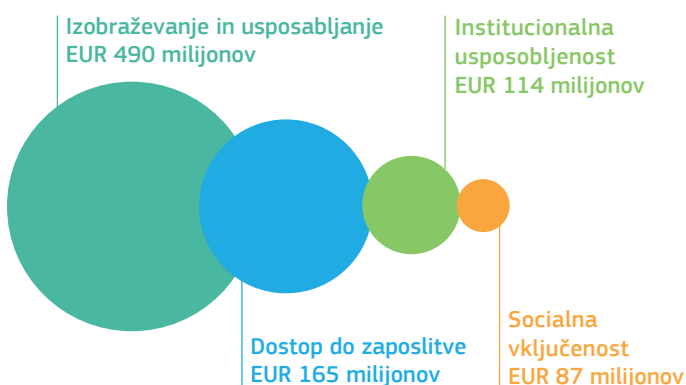 Izobraževanje in usposabljanje
EUR 490 milijonov
Institucionalna
usposobljenost
EUR 114 milijonov
Dostop do zaposlitve
EUR 165 milijonov
Socialna
vključenost
EUR 87 milijonov